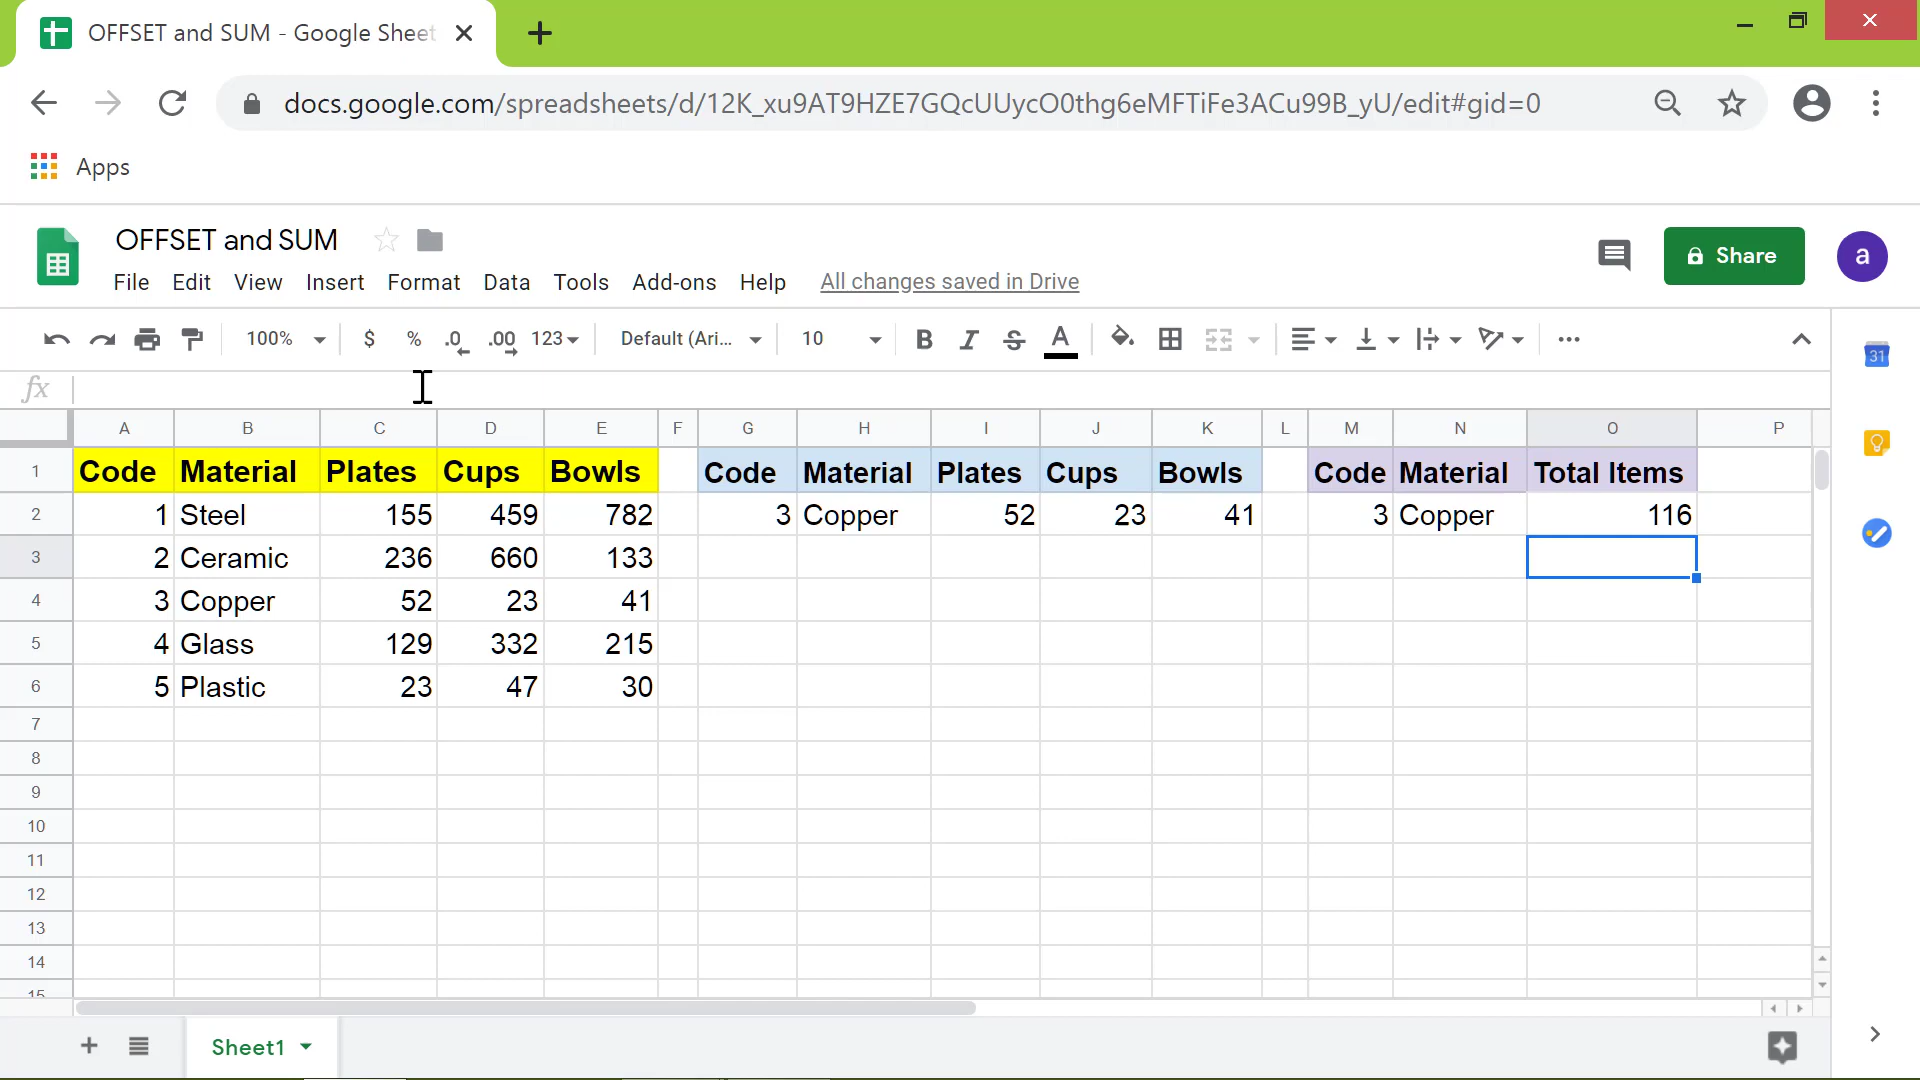 OFFSET and SUM - Google Sheet
docs.google.com/spreadsheets/d/12K_xu9AT9HZE7GQcUUycO0thg6eMFTiFe3ACu99B_yU/edit#gid=0
Apps
OFFSET and SUM
File Edit View Insert Format Data Tools Add-ons Help All changes saved in Drive
Share
a
100% $ % .0 .00 123 Default (Ari... 10 B I S A
31
fx
A B C D E F G H I J K L M N O P
1 Code Material Plates Cups Bowls Code Material Plates Cups Bowls Code Material Total Items
2 1 Steel 155 459 782 3 Copper 52 23 41 3 Copper 116
3 2 Ceramic 236 660 133
4 3 Copper 52 23 41
5 4 Glass 129 332 215
6 5 Plastic 23 47 30
7
8
9
10
11
12
13
14
15
Sheet1